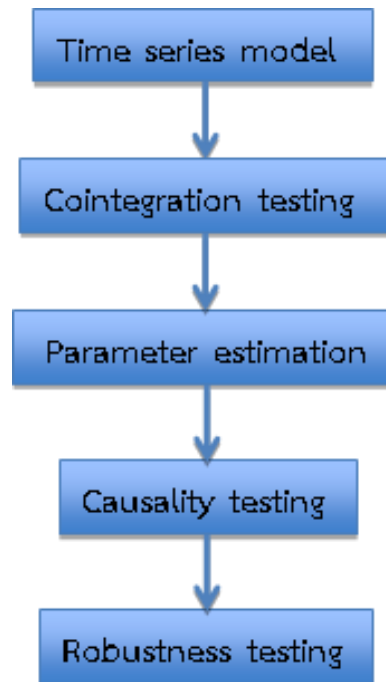 Time series model
Cointegration testing
Parameter estimation
Causality testing
Robustness testing